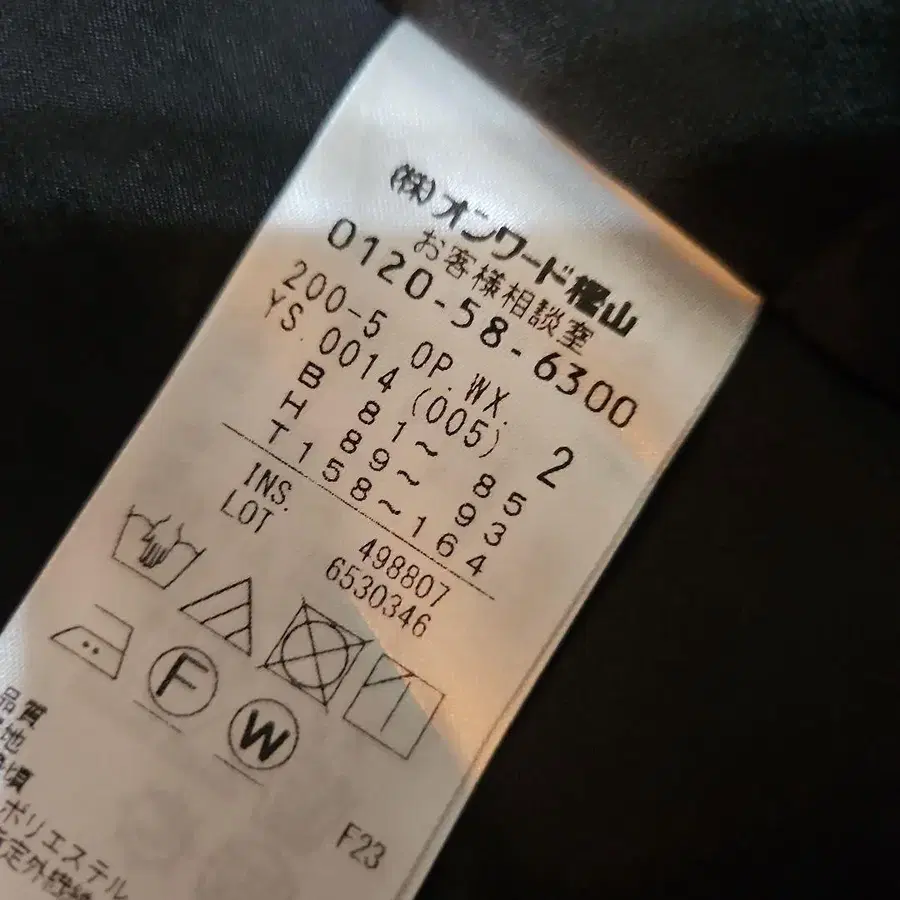 (株)オンワード樫山
お客様相談室
0120-58-6300
200-5 OP.WX. 2
YS 0014 (005)
B 81~ 85
H 89~ 93
T158~164
INS. 498807
LOT 6530346
F
W
品質
ポリエステル
F23